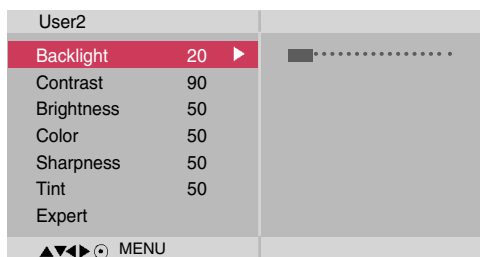 User2
Backlight 20
Contrast 90
Brightness 50
Color 50
Sharpness 50
Tint 50
Expert
MENU